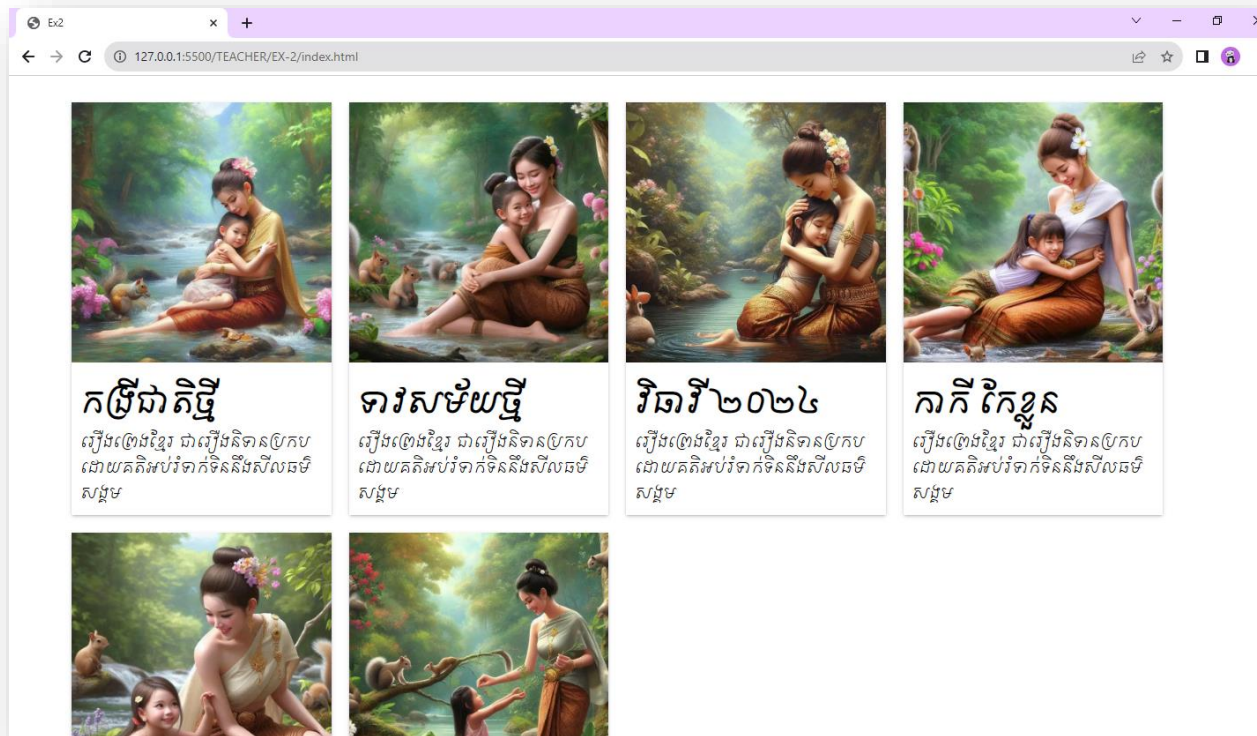 Ex2
127.0.0.1:5500/TEACHER/EX-2/index.html
កង្រីជាតិថ្មី
ទាវសម័យថ្មី
វិធាវី ២០២៤
កាកី កែខ្លួន
រឿងព្រេងខ្មែរ ជារឿងនិទានប្រកប
ដោយគតិអប់រំទាក់ទិននឹងសីលធម៌
សង្គម
រឿងព្រេងខ្មែរ ជារឿងនិទានប្រកប
ដោយគតិអប់រំទាក់ទិននឹងសីលធម៌
សង្គម
រឿងព្រេងខ្មែរ ជារឿងនិទានប្រកប
ដោយគតិអប់រំទាក់ទិននឹងសីលធម៌
សង្គម
រឿងព្រេងខ្មែរ ជារឿងនិទានប្រកប
ដោយគតិអប់រំទាក់ទិននឹងសីលធម៌
សង្គម